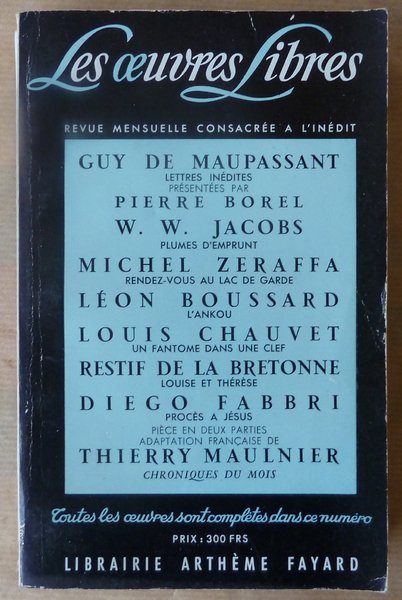 Les œuvres Libres
REVUE MENSUELLE CONSACRÉE A L'INÉDIT
GUY DE MAUPASSANT
LETTRES INÉDITES
PRÉSENTÉES PAR
PIERRE BOREL
W. W. JACOBS
PLUMES D'EMPRUNT
MICHEL ZERAFFA
RENDEZ-VOUS AU LAC DE GARDE
LÉON BOUSSARD
L'ANKOU
LOUIS CHAUVET
UN FANTOME DANS UNE CLEF
RESTIF DE LA BRETONNE
LOUISE ET THÉRÈSE
DIEGO FABBRI
PROCÈS A JÉSUS
PIÈCE EN DEUX PARTIES
ADAPTATION FRANÇAISE DE
THIERRY MAULNIER
CHRONIQUES DU MOIS
Toutes les œuvres sont complètes dans ce numéro
PRIX : 300 FRS
LIBRAIRIE ARTHÈME FAYARD